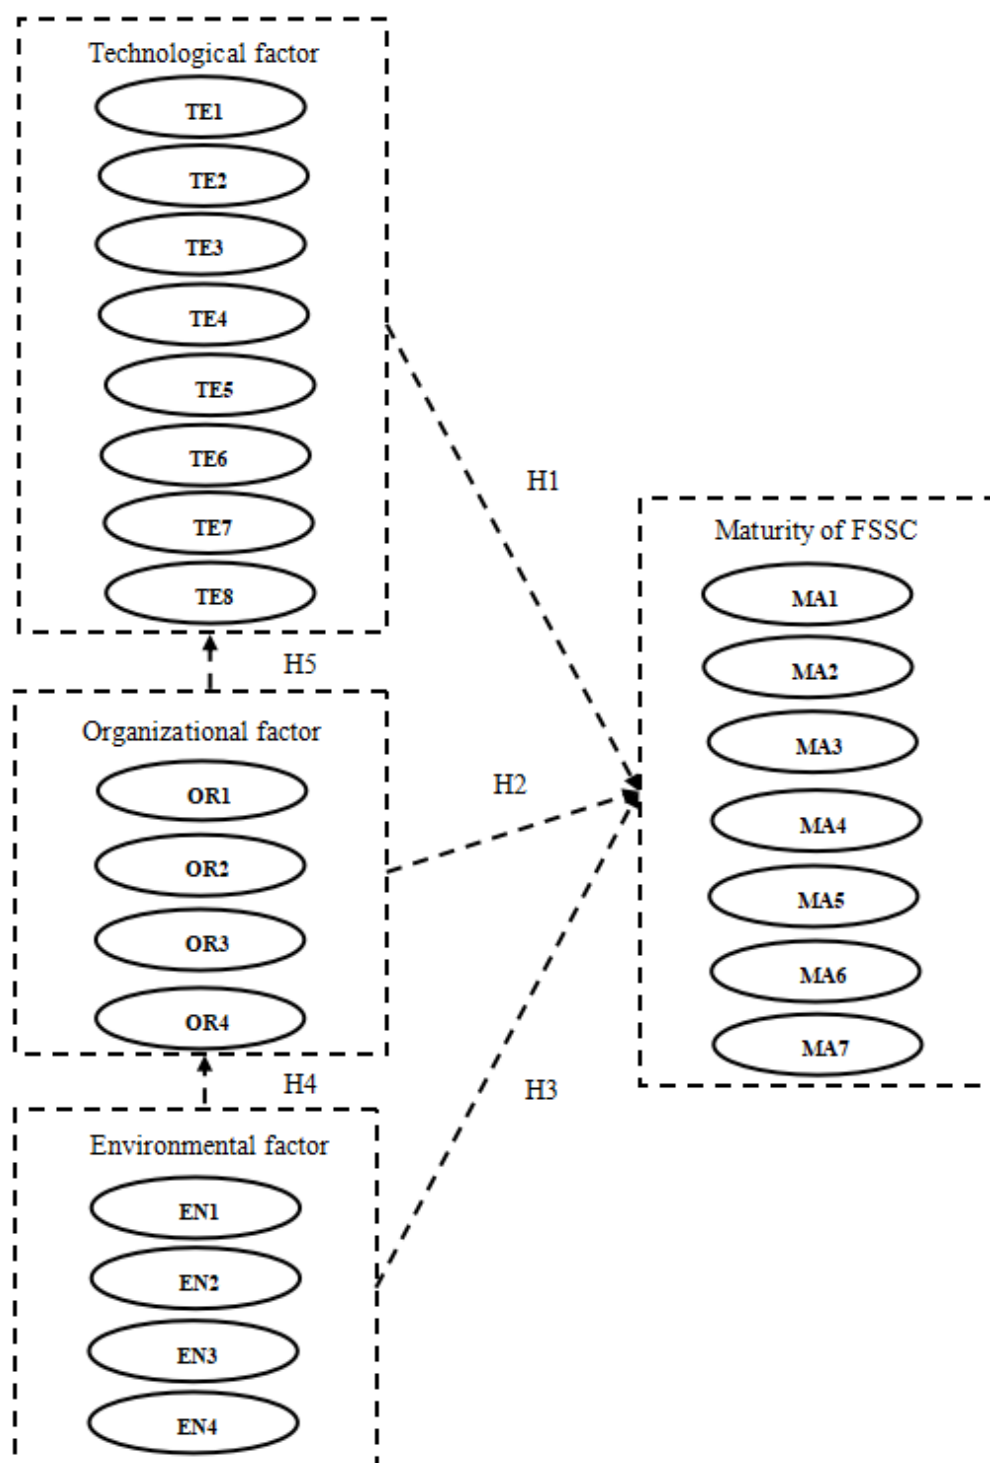 Technological factor
TE1
TE2
TE3
TE4
TE5
TE6
TE7
TE8
H5
Organizational factor
OR1
OR2
OR3
OR4
H4
Environmental factor
EN1
EN2
EN3
EN4
H1
H2
H3
Maturity of FSSC
MA1
MA2
MA3
MA4
MA5
MA6
MA7